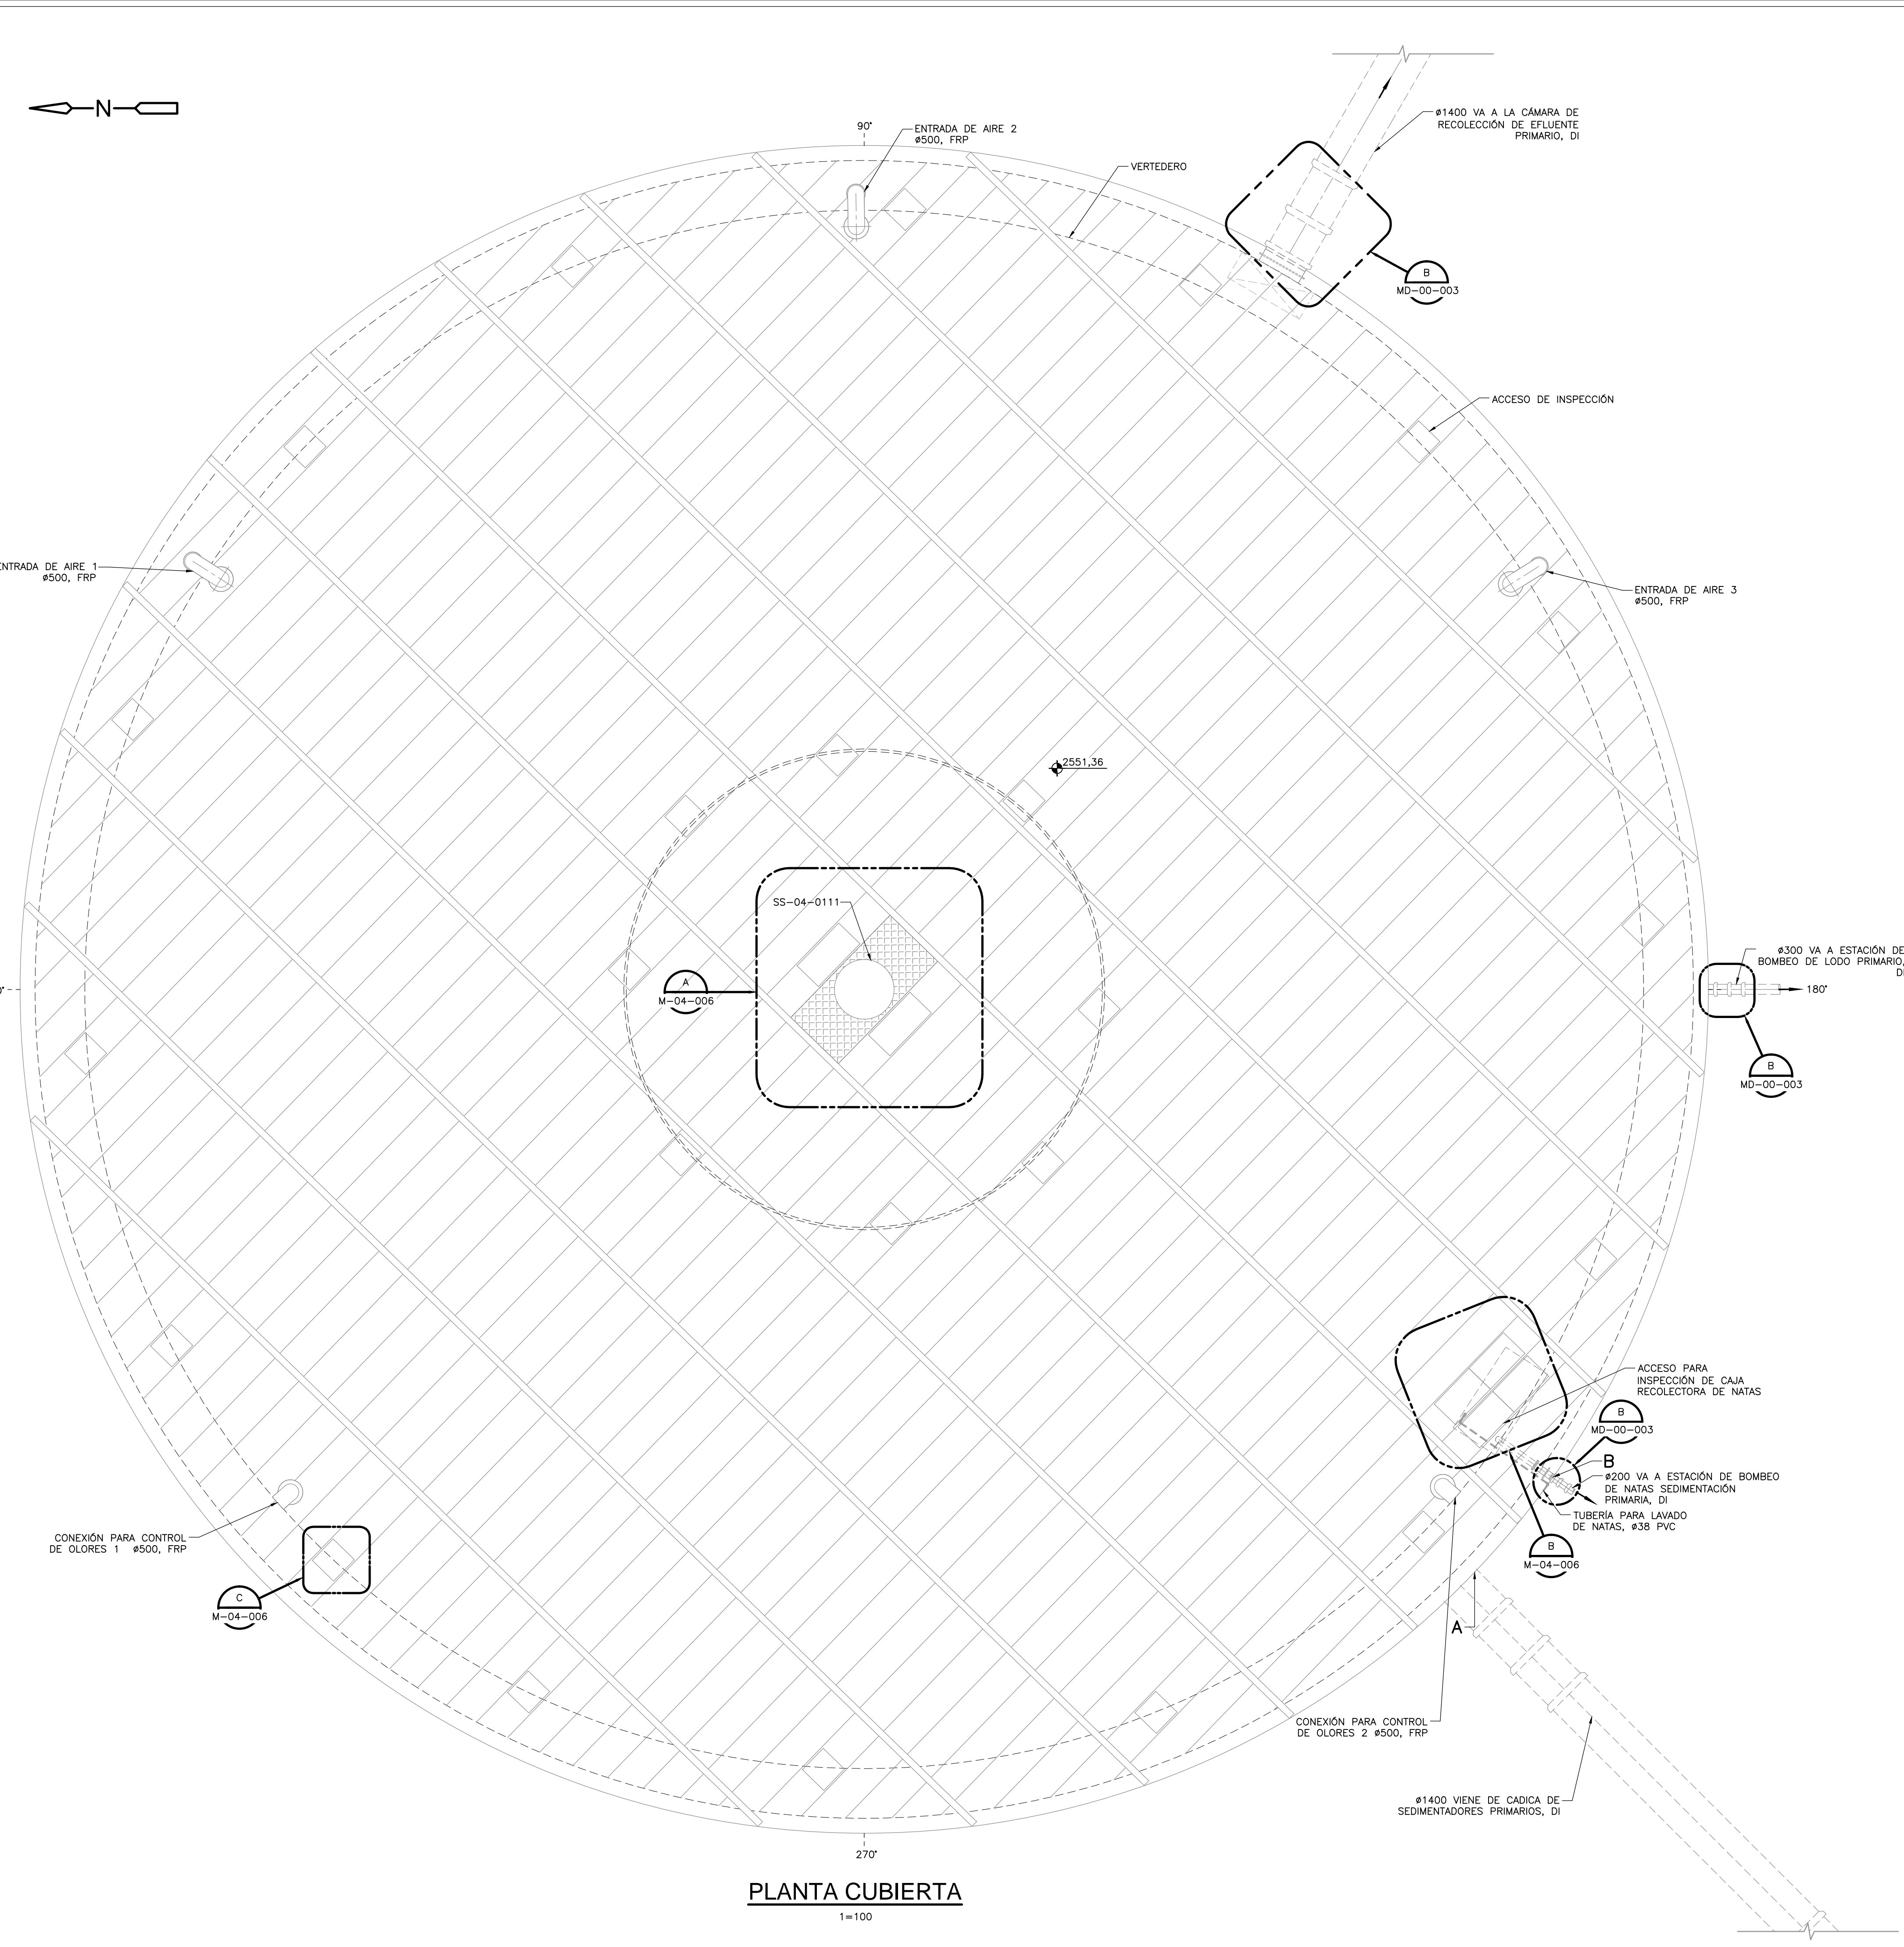 N
90°
ENTRADA DE AIRE 2
ø500, FRP
VERTEDERO
ø1400 VA A LA CÁMARA DE
RECOLECCIÓN DE EFLUENTE
PRIMARIO, DI
B
MD-00-003
ACCESO DE INSPECCIÓN
NTRADA DE AIRE 1
ø500, FRP
ENTRADA DE AIRE 3
ø500, FRP
2551,36
SS-04-0111
A
M-04-006
ø300 VA A ESTACIÓN DE
BOMBEO DE LODO PRIMARIO,
180°
B
MD-00-003
ACCESO PARA
INSPECCIÓN DE CAJA
RECOLECTORA DE NATAS
B
MD-00-003
B
ø200 VA A ESTACIÓN DE BOMBEO
DE NATAS SEDIMENTACIÓN
PRIMARIA, DI
TUBERÍA PARA LAVADO
DE NATAS, ø38 PVC
B
M-04-006
CONEXIÓN PARA CONTROL
DE OLORES 1 ø500, FRP
C
M-04-006
A
CONEXIÓN PARA CONTROL
DE OLORES 2 ø500, FRP
ø1400 VIENE DE CADICA DE
SEDIMENTADORES PRIMARIOS, DI
270°
PLANTA CUBIERTA
1=100